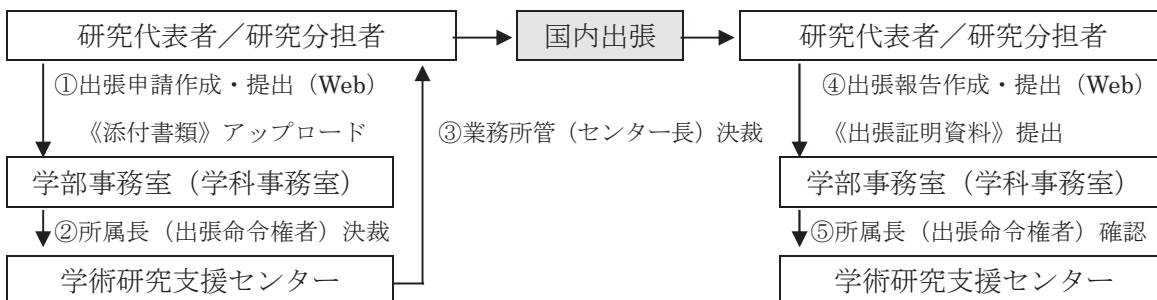 研究代表者／研究分担者
国内出張
研究代表者／研究分担者
①出張申請作成・提出（Web）
《添付書類》アップロード
③業務所管（センター長）決裁
④出張報告作成・提出（Web）
《出張証明資料》提出
学部事務室（学科事務室）
学部事務室（学科事務室）
②所属長（出張命令権者）決裁
⑤所属長（出張命令権者）確認
学術研究支援センター
学術研究支援センター